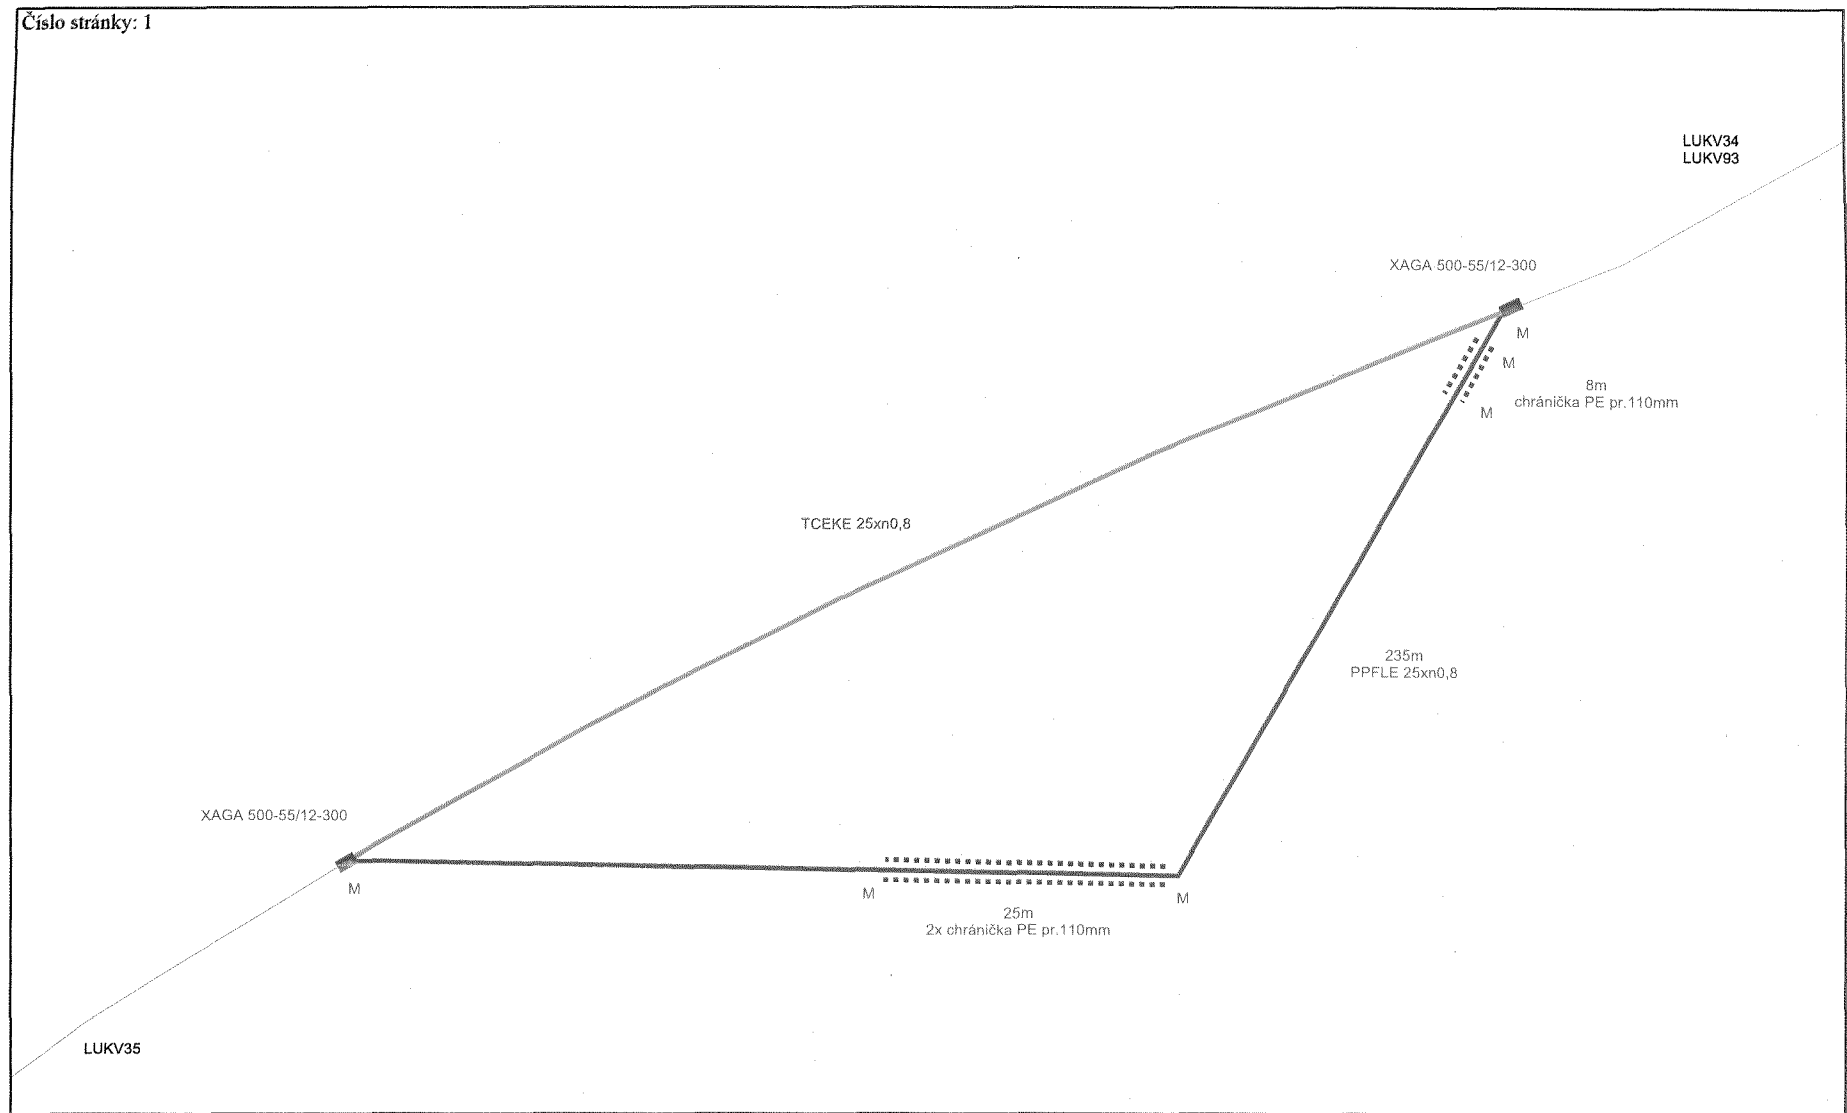 Číslo stránky: 1
LUKV34
LUKV93
XAGA 500-55/12-300
M
M
8m
chránička PE pr.110mm
M
TCEKE 25xn0,8
235m
PPFLE 25xn0,8
XAGA 500-55/12-300
M
M
M
25m
2x chránička PE pr.110mm
LUKV35